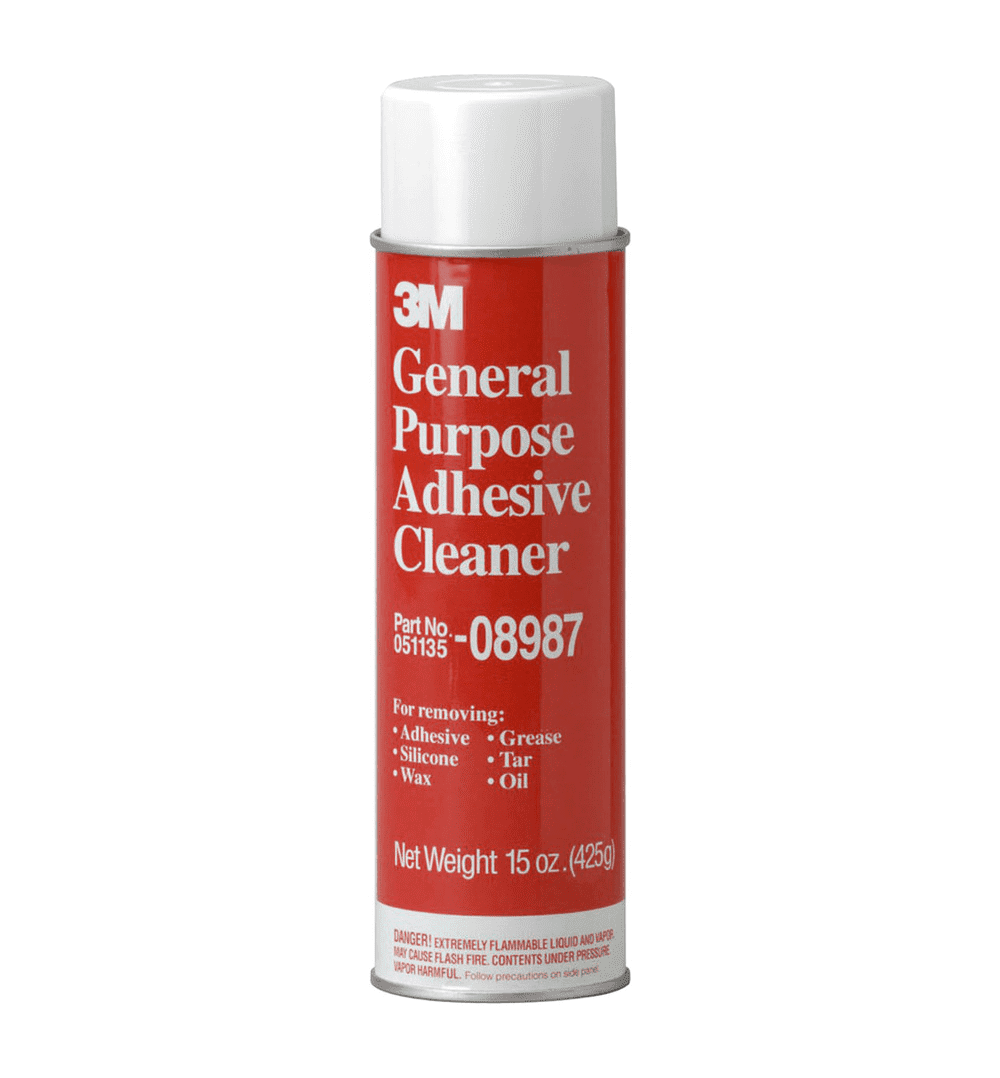 3M
General
Purpose
Adhesive
Cleaner
Part No.
051135 -08987
For removing:
• Adhesive • Grease
• Silicone • Tar
• Wax • Oil
Net Weight 15 oz. (425g)
DANGER! EXTREMELY FLAMMABLE LIQUID AND VAPOR.
MAY CAUSE FLASH FIRE. CONTENTS UNDER PRESSURE
VAPOR HARMFUL. Follow precautions on side panel.